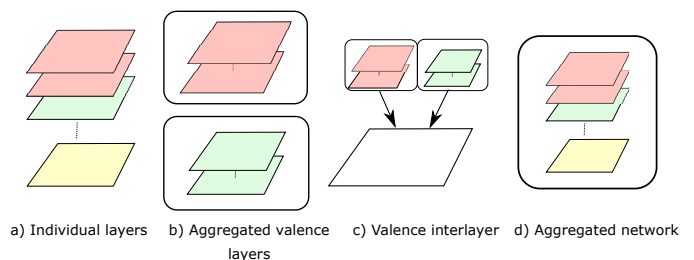 a) Individual layers
b) Aggregated valence
layers
c) Valence interlayer
d) Aggregated network